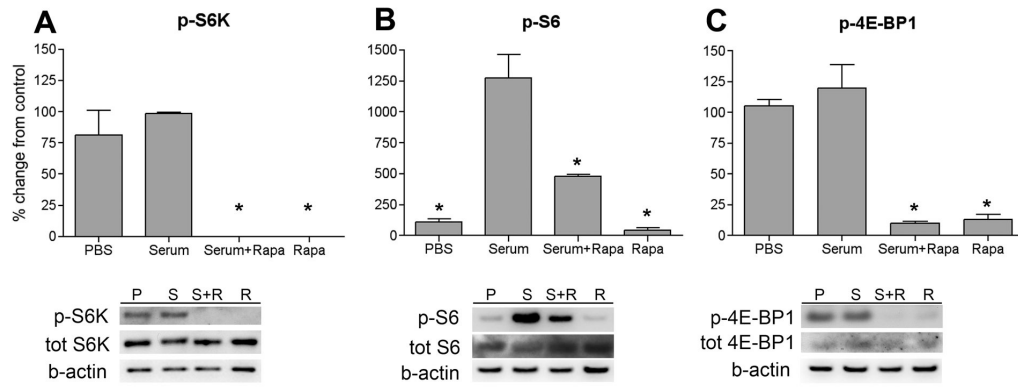 A
p-S6K
% change from control
125
100
75
50
25
0
*
*
PBS
Serum
Serum+Rapa
Rapa
P S S+R R
p-S6K
tot S6K
b-actin
B
p-S6
1500
1250
1000
750
500
250
0
*
*
*
PBS
Serum
Serum+Rapa
Rapa
P S S+R R
p-S6
tot S6
b-actin
C
p-4E-BP1
150
125
100
75
50
25
0
*
*
PBS
Serum
Serum+Rapa
Rapa
P S S+R R
p-4E-BP1
tot 4E-BP1
b-actin